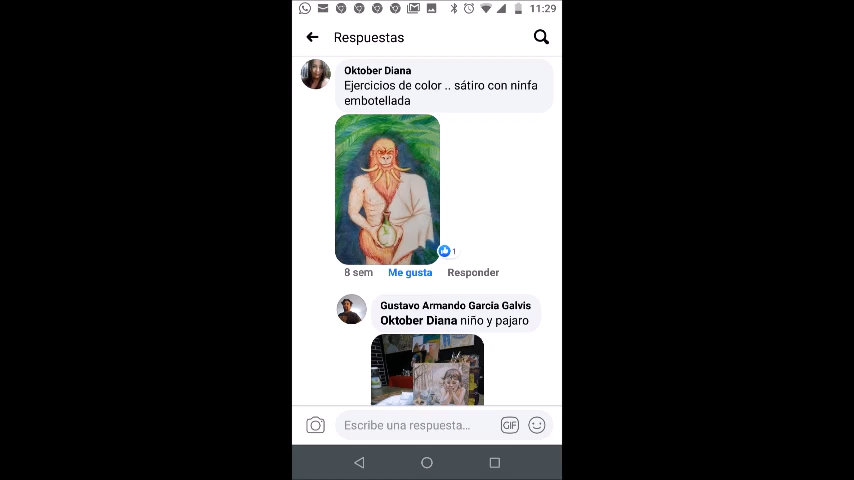 11:29
Respuestas
Oktober Diana
Ejercicios de color .. sátiro con ninfa
embotellada
1
8 sem Me gusta Responder
Gustavo Armando García Galvis
Oktober Diana niño y pajaro
Escribe una respuesta... GIF